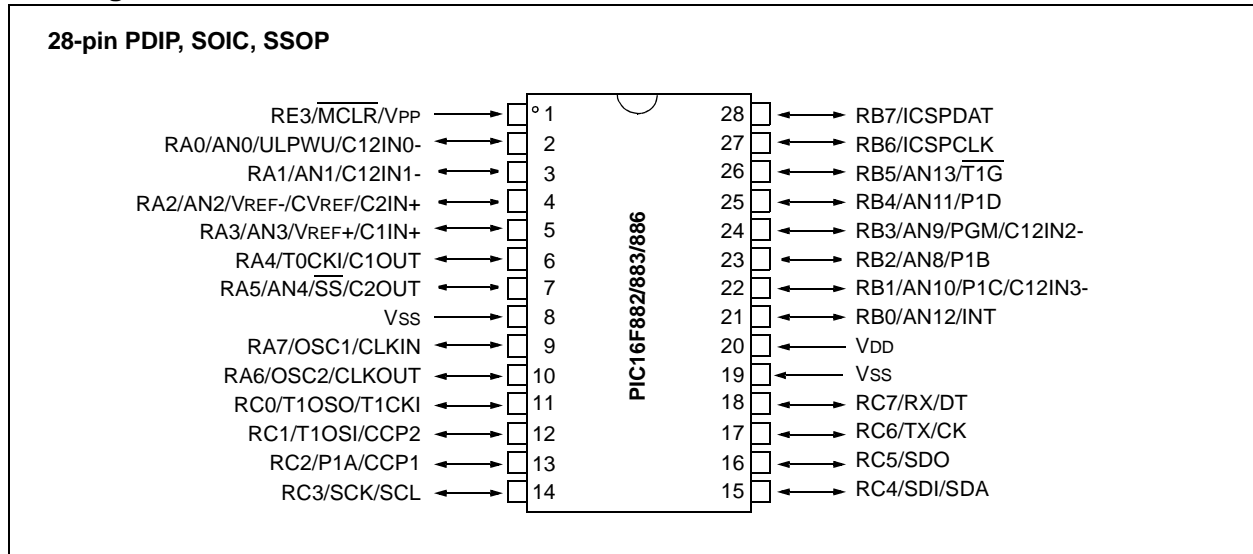 28-pin PDIP, SOIC, SSOP
RE3/MCLR/VPP 1 28 RB7/ICSPDAT
RA0/AN0/ULPWU/C12IN0- 2 27 RB6/ICSPCLK
RA1/AN1/C12IN1- 3 26 RB5/AN13/T1G
RA2/AN2/VREF-/CVREF/C2IN+ 4 25 RB4/AN11/P1D
RA3/AN3/VREF+/C1IN+ 5 24 RB3/AN9/PGM/C12IN2-
RA4/T0CKI/C1OUT 6 23 RB2/AN8/P1B
RA5/AN4/SS/C2OUT 7 22 RB1/AN10/P1C/C12IN3-
VSS 8 21 RB0/AN12/INT
RA7/OSC1/CLKIN 9 20 VDD
RA6/OSC2/CLKOUT 10 19 VSS
RC0/T1OSO/T1CKI 11 18 RC7/RX/DT
RC1/T1OSI/CCP2 12 17 RC6/TX/CK
RC2/P1A/CCP1 13 16 RC5/SDO
RC3/SCK/SCL 14 15 RC4/SDI/SDA
PIC16F882/883/886